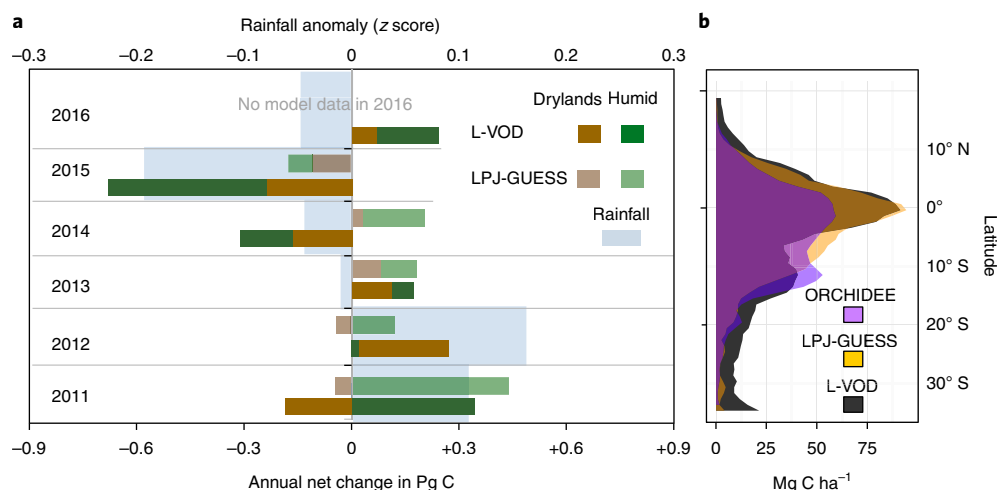 a
Rainfall anomaly (z score)
–0.3 –0.2 –0.1 0 0.1 0.2 0.3
2016
No model data in 2016
Drylands Humid
L-VOD
2015
LPJ-GUESS
2014
Rainfall
2013
2012
2011
–0.9 –0.6 –0.3 0 +0.3 +0.6 +0.9
Annual net change in Pg C
b
10° N
0°
10° S
20° S
30° S
Latitude
ORCHIDEE
LPJ-GUESS
L-VOD
0 25 50 75
Mg C ha⁻¹